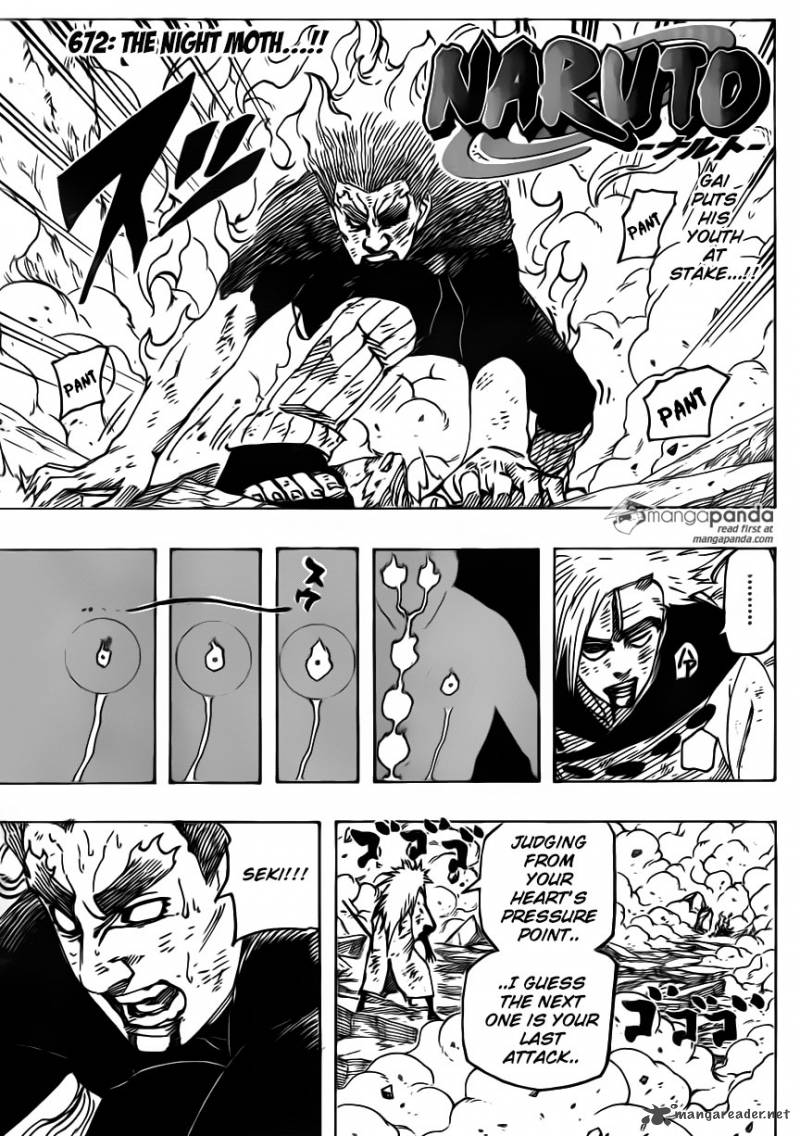 672: THE NIGHT MOTH...!!
NARUTO
-ナルト-
GAI
PUTS
HIS
YOUTH
AT
STAKE...!!
PANT
PANT
PANT
ズッ
mangapanda
read first at
mangapanda.com
..........
スゥ
SEKI!!!
JUDGING
FROM
YOUR
HEART'S
PRESSURE
POINT..
..I GUESS
THE NEXT
ONE IS YOUR
LAST
ATTACK..
ゴゴゴ
ゴゴゴ
mangareader.net